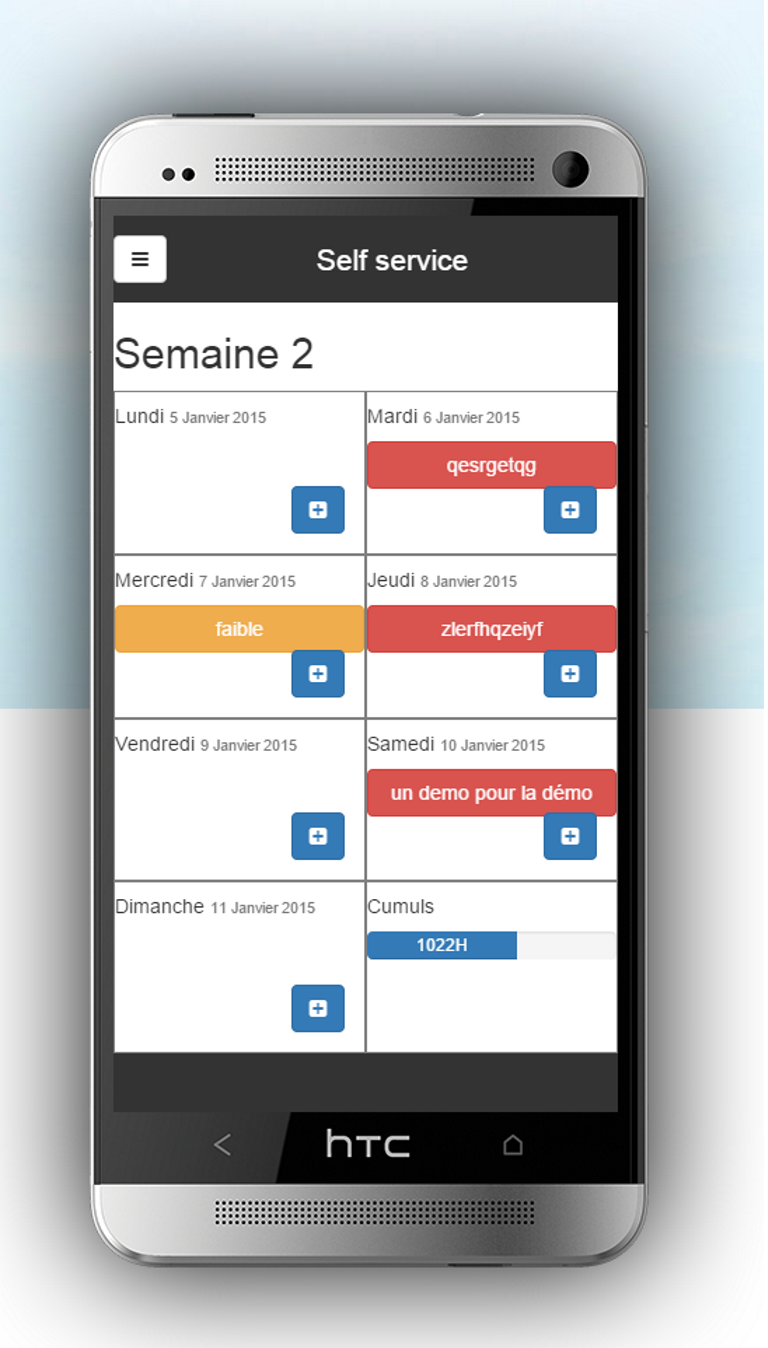 Self service
Semaine 2
Lundi 5 Janvier 2015
Mardi 6 Janvier 2015
qesrgetqg
Mercredi 7 Janvier 2015
faible
Jeudi 8 Janvier 2015
zlerfhqzeiyf
Vendredi 9 Janvier 2015
Samedi 10 Janvier 2015
un demo pour la démo
Dimanche 11 Janvier 2015
Cumuls
1022H
hTC